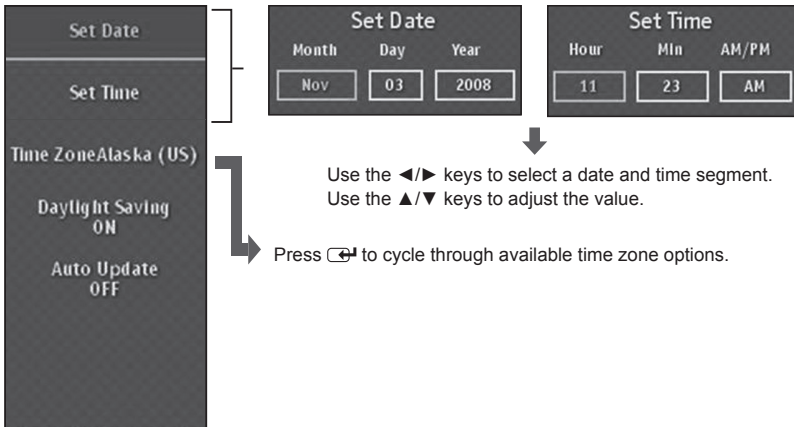 Set Date
Set Time
Time ZoneAlaska (US)
Daylight Saving
ON
Auto Update
OFF
Set Date
Month Day Year
Nov 03 2008
Set Time
Hour Min AM/PM
11 23 AM
Use the ◄/► keys to select a date and time segment.
Use the ▲/▼ keys to adjust the value.
Press to cycle through available time zone options.